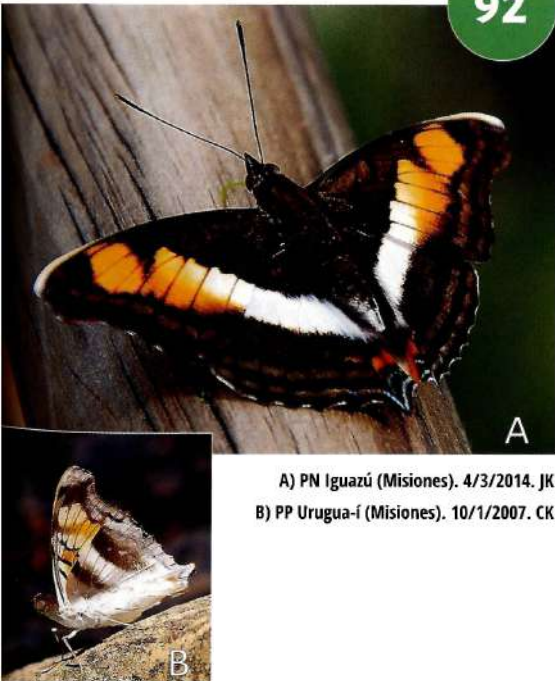 92
A
A) PN Iguazú (Misiones). 4/3/2014. JK
B) PP Urugua-í (Misiones). 10/1/2007. CK
B